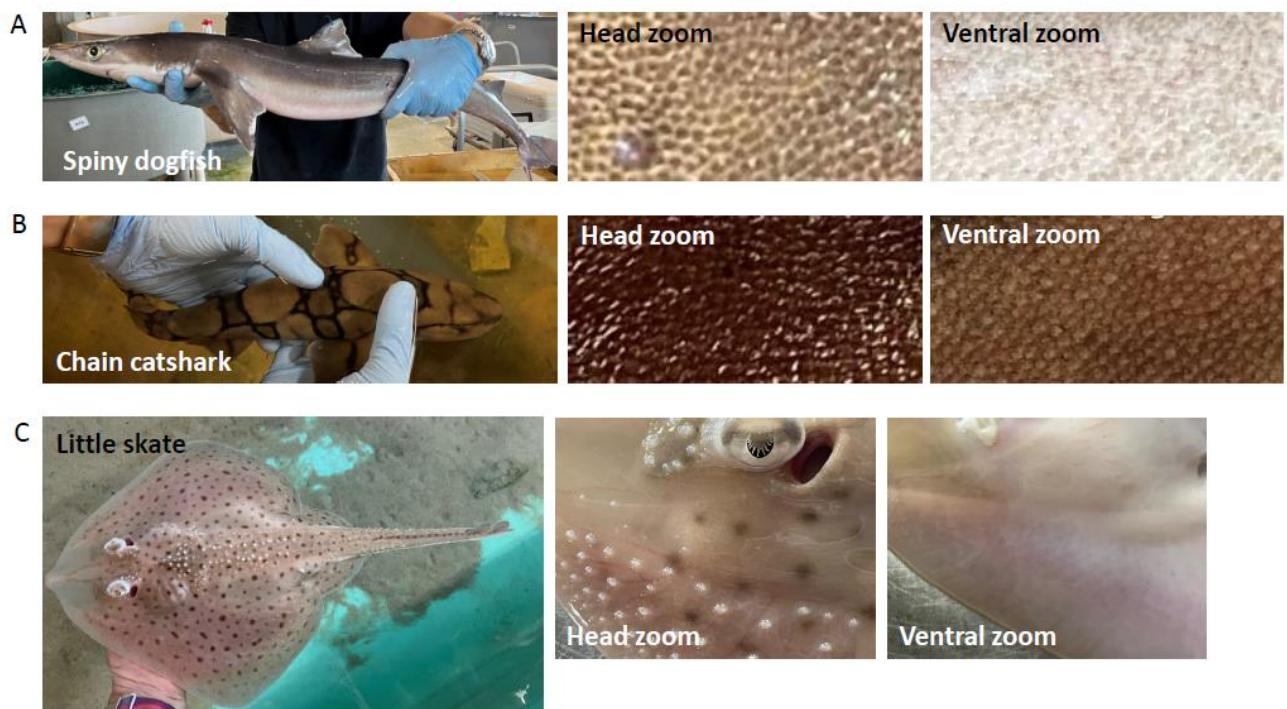 A
Head zoom
Ventral zoom
Spiny dogfish
B
Head zoom
Ventral zoom
Chain catshark
C
Little skate
Head zoom
Ventral zoom